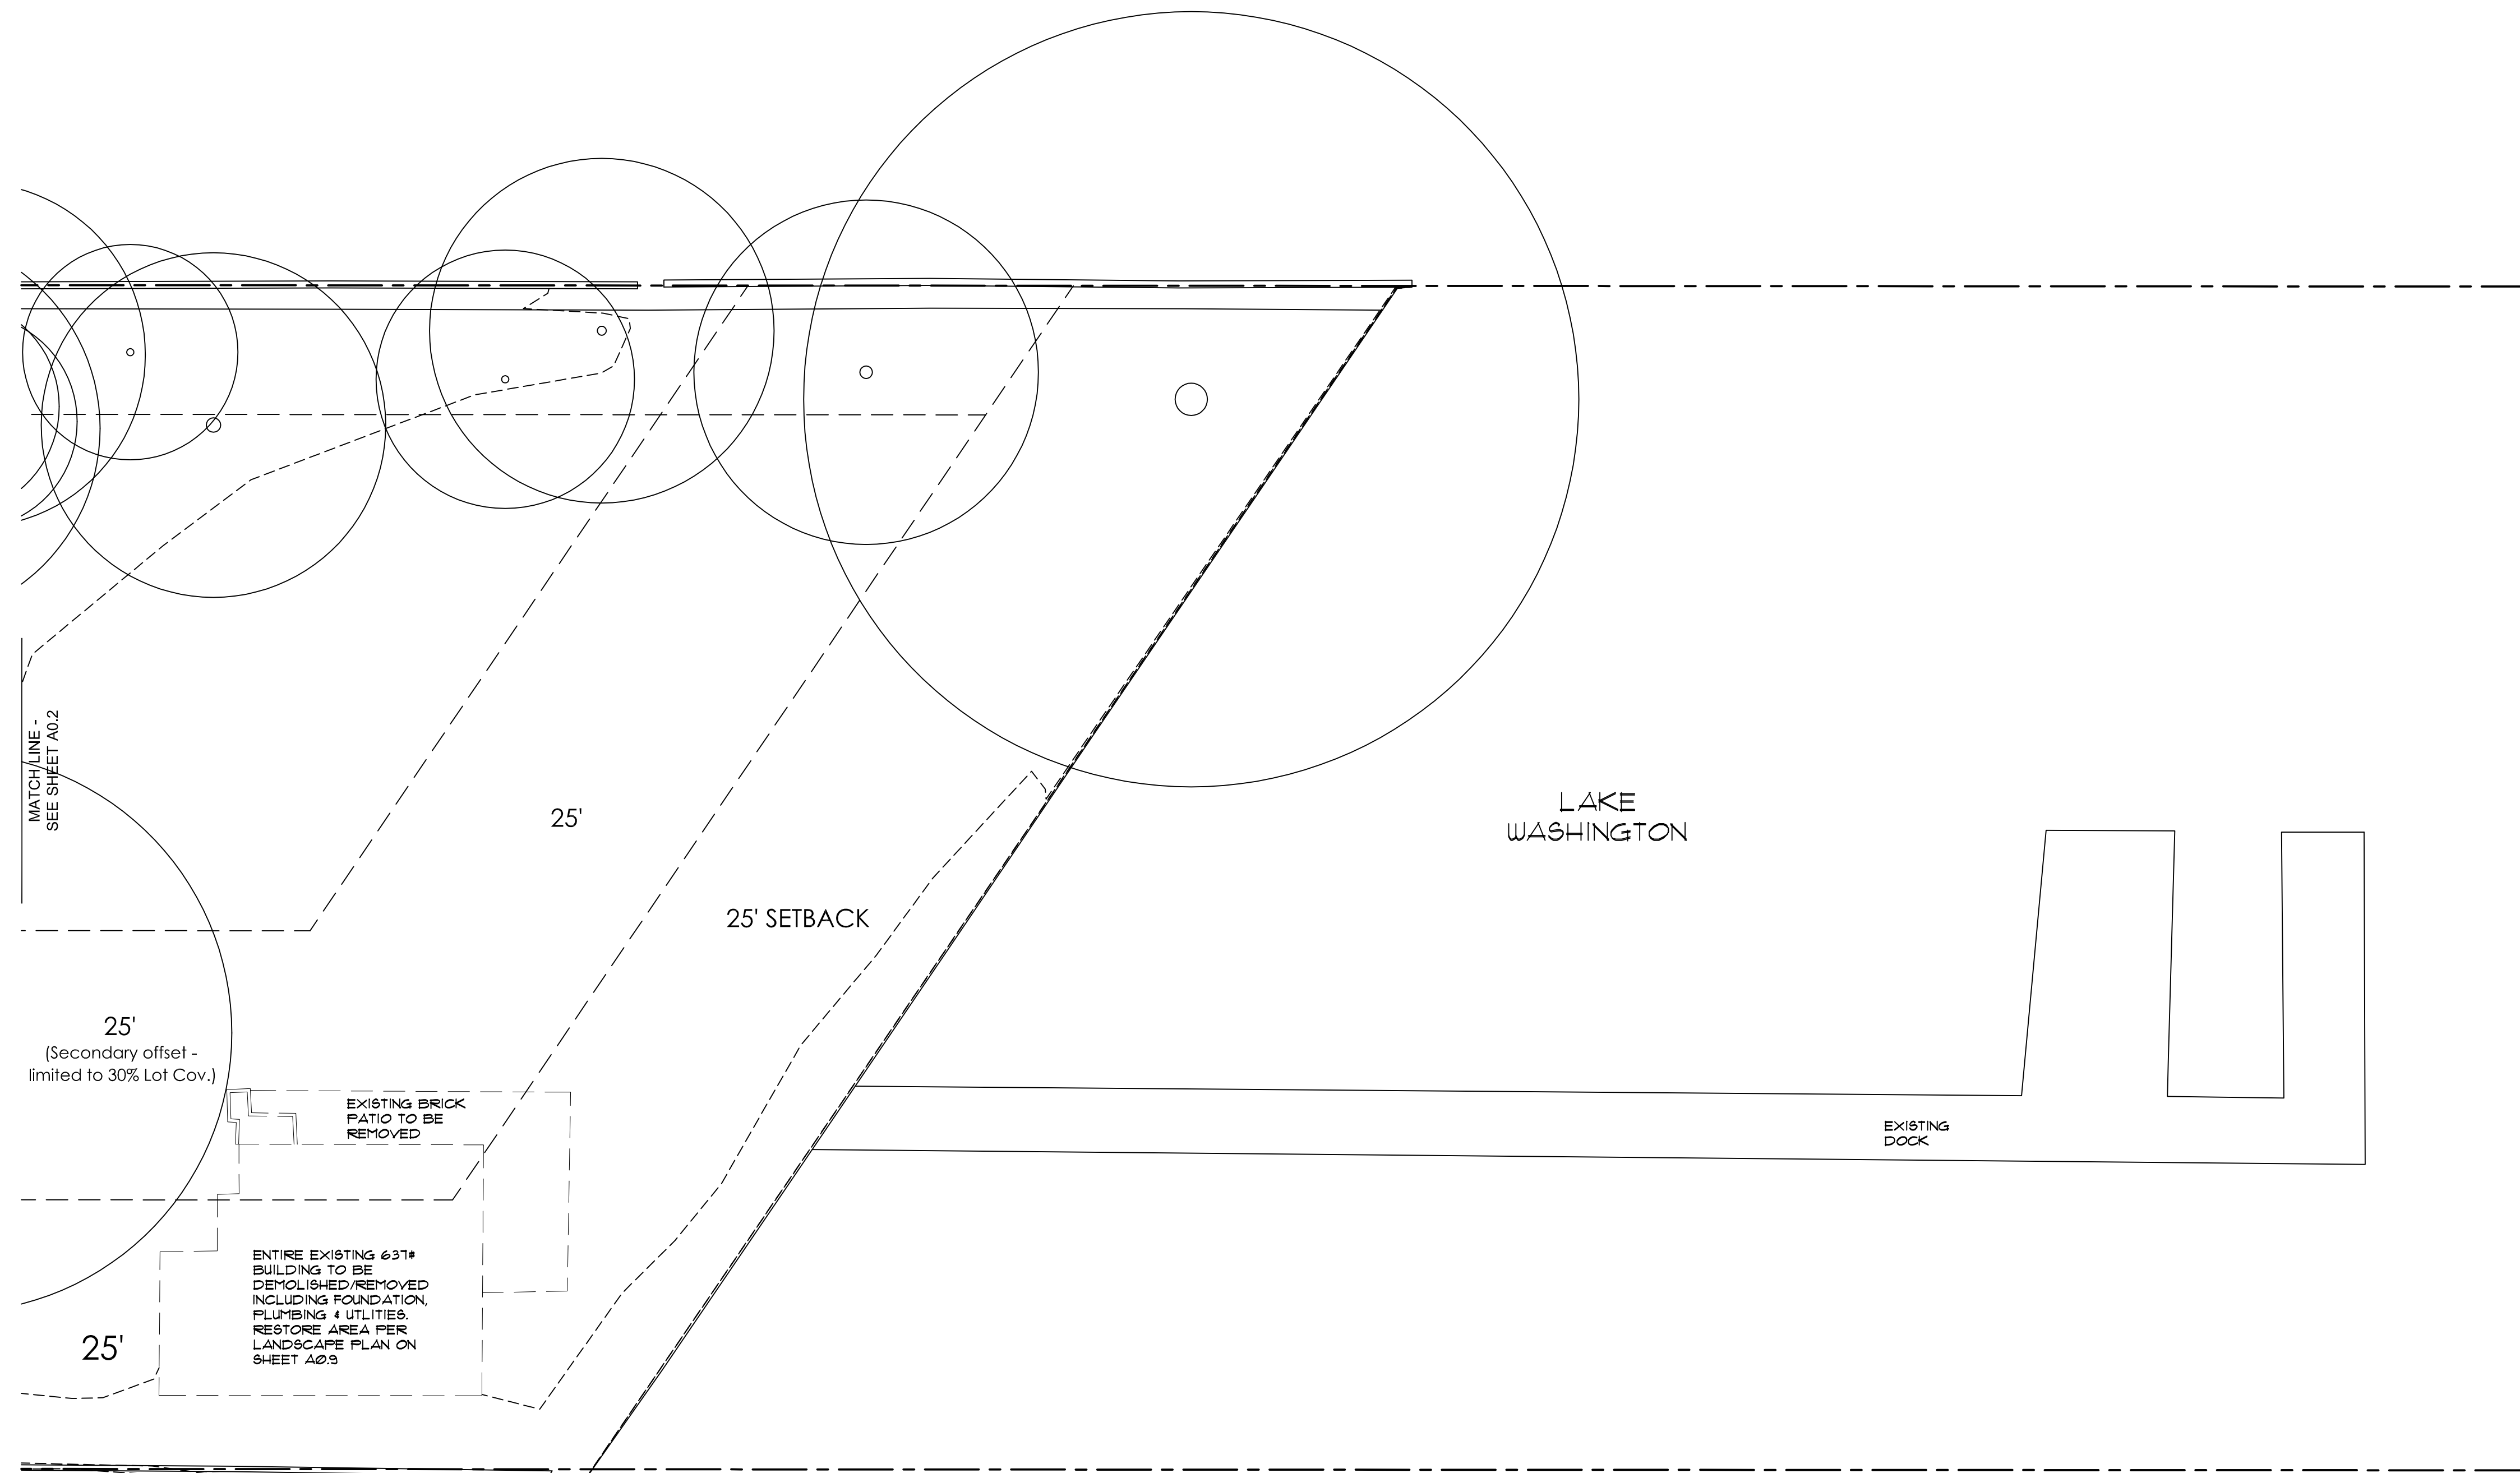 MATCH LINE -
SEE SHEET A0.2
LAKE
WASHINGTON
25'
25' SETBACK
25'
(Secondary offset -
limited to 30% Lot Cov.)
EXISTING BRICK
PATIO TO BE
REMOVED
EXISTING
DOCK
ENTIRE EXISTING 637#
BUILDING TO BE
DEMOLISHED/REMOVED
INCLUDING FOUNDATION,
PLUMBING & UTLITIES.
RESTORE AREA PER
LANDSCAPE PLAN ON
SHEET A0.9
25'